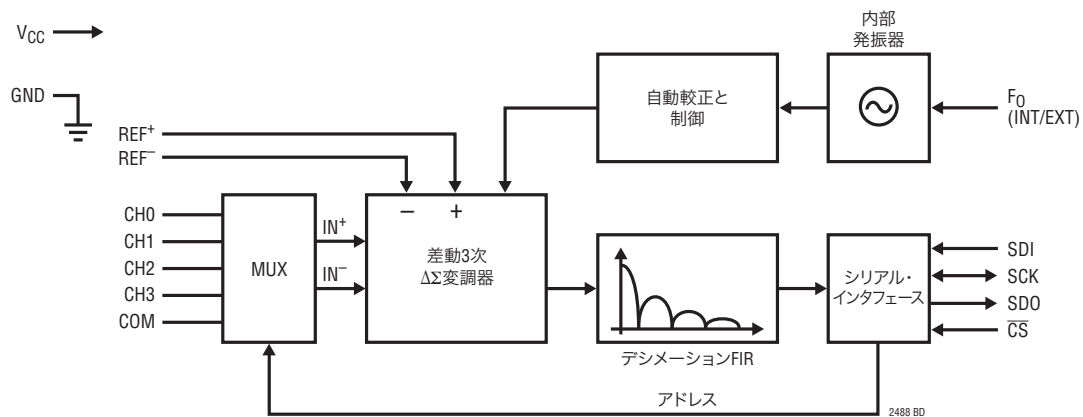 VCC
GND
REF+
REF−
CH0
CH1
CH2
CH3
COM
MUX
IN+
IN−
− +
差動3次
ΔΣ変調器
自動較正と
制御
内部
発振器
FO
(INT/EXT)
デシメーションFIR
シリアル・
インタフェース
SDI
SCK
SDO
CS
アドレス
2488 BD